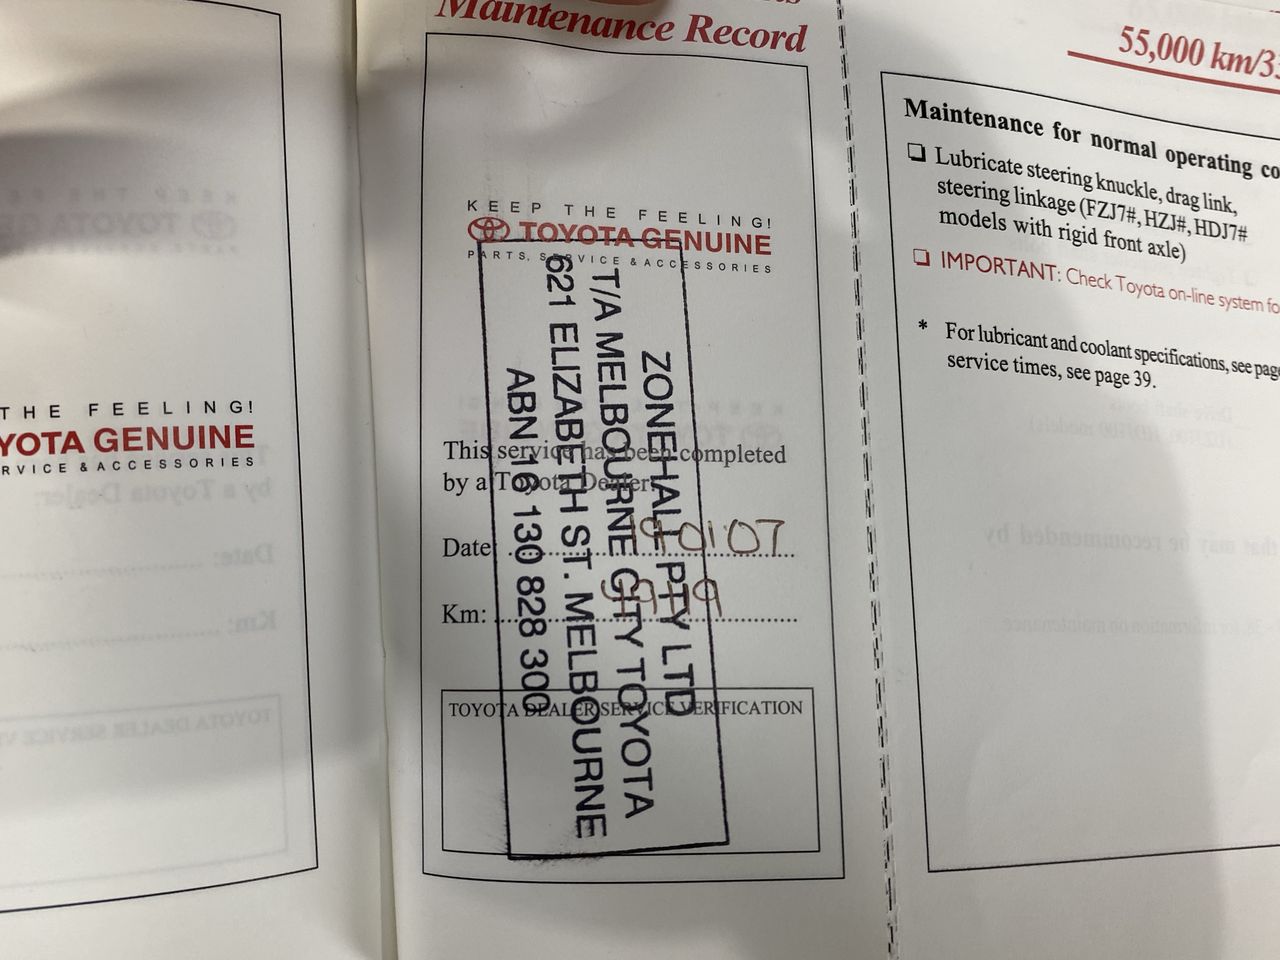 THE FEELING!
YOTA GENUINE
RVICE & ACCESSORIES
Maintenance Record
KEEP THE FEELING!
TOYOTA GENUINE
PARTS, SERVICE & ACCESSORIES
This service has been completed
by a Toyota Dealer.
Date:
01 07
Km:
TOYOTA DEALER SERVICE VERIFICATION
ZONEHALL PTY LTD
T/A MELBOURNE CITY TOYOTA
621 ELIZABETH ST. MELBOURNE
ABN 16 130 828 300
55,000 km/33
Maintenance for normal operating co
❏ Lubricate steering knuckle, drag link,
steering linkage (FZJ7#, HZJ#, HDJ7#
models with rigid front axle)
❏ IMPORTANT: Check Toyota on-line system fo
* For lubricant and coolant specifications, see page
service times, see page 39.